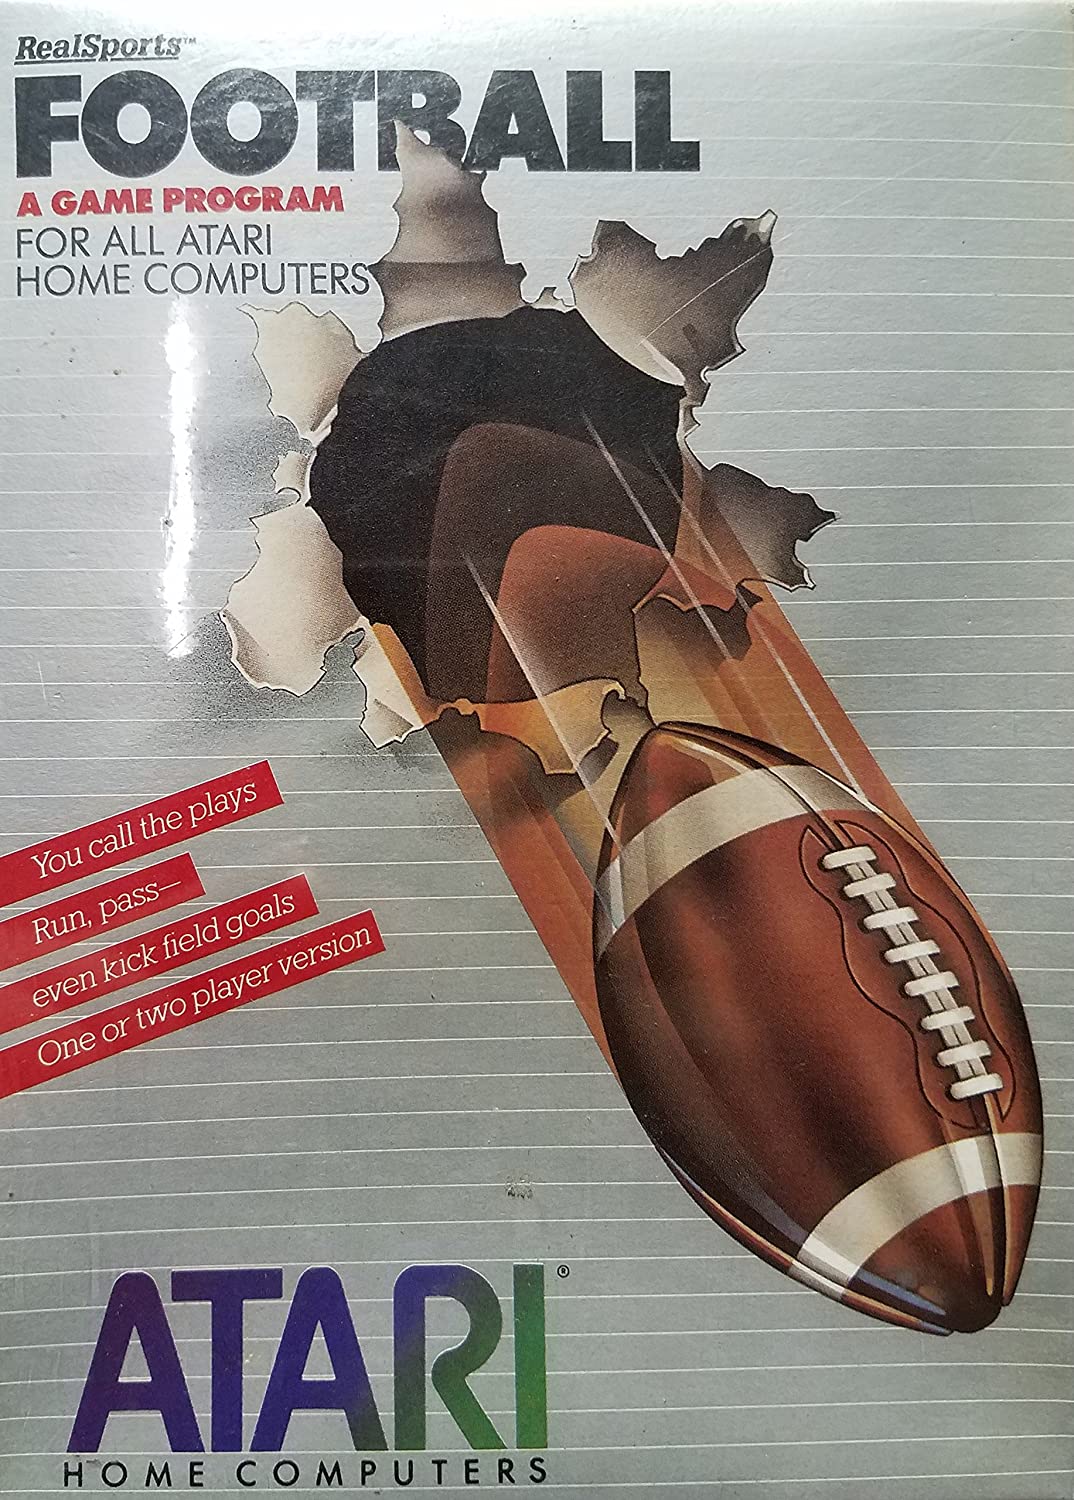 RealSports™
FOOTBALL
A GAME PROGRAM
FOR ALL ATARI
HOME COMPUTERS
You call the plays
Run, pass—
even kick field goals
One or two player version
ATARI®
HOME COMPUTERS